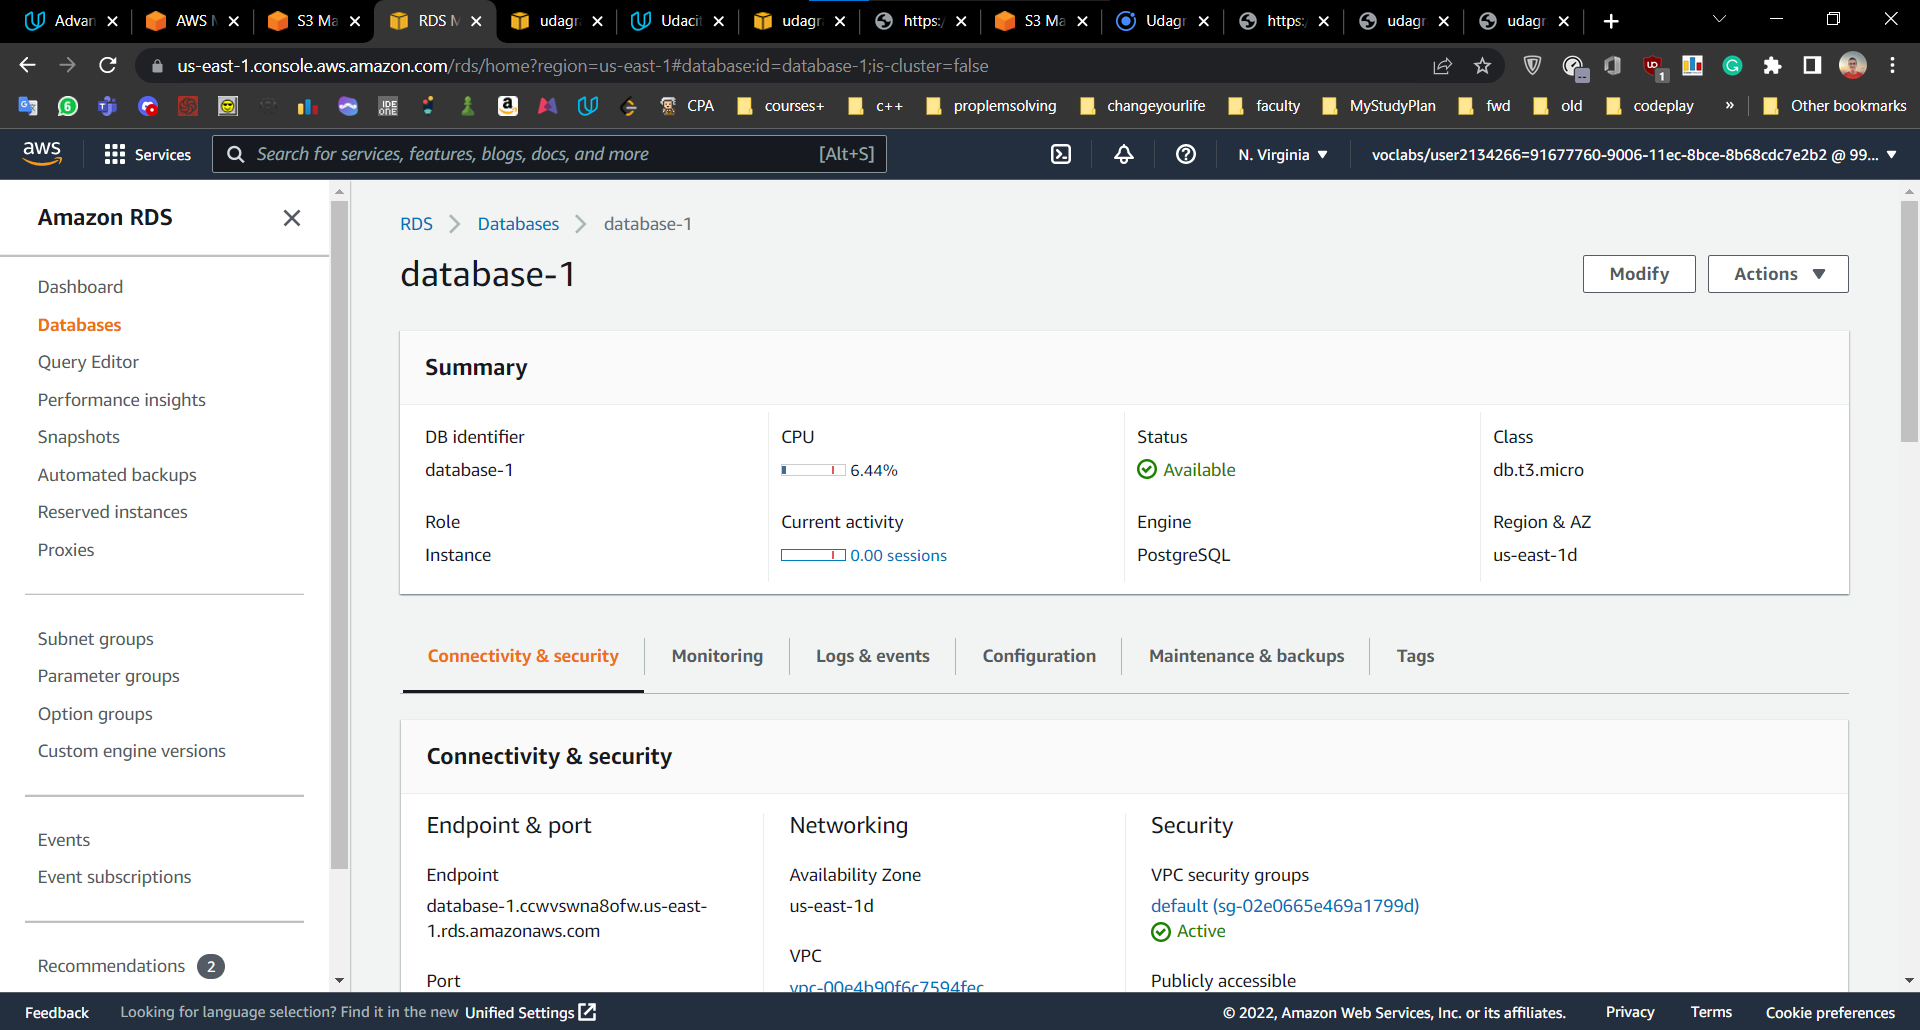 Advan
AWS M
S3 Ma
RDS M
udagr
Udacit
udagr
https:/
S3 Ma
Udagr
https:/
udagr
udagr
us-east-1.console.aws.amazon.com/rds/home?region=us-east-1#database:id=database-1;is-cluster=false
CPA
courses+
c++
proplemsolving
changeyourlife
faculty
MyStudyPlan
fwd
old
codeplay
»
Other bookmarks
aws
Services
Search for services, features, blogs, docs, and more
[Alt+S]
N. Virginia
voclabs/user2134266=91677760-9006-11ec-8bce-8b68cdc7e2b2 @ 99...
Amazon RDS
Dashboard
Databases
Query Editor
Performance insights
Snapshots
Automated backups
Reserved instances
Proxies
Subnet groups
Parameter groups
Option groups
Custom engine versions
Events
Event subscriptions
Recommendations 2
RDS
Databases
database-1
database-1
Modify
Actions
Summary
DB identifier
database-1
CPU
6.44%
Status
Available
Class
db.t3.micro
Role
Instance
Current activity
0.00 sessions
Engine
PostgreSQL
Region & AZ
us-east-1d
Connectivity & security
Monitoring
Logs & events
Configuration
Maintenance & backups
Tags
Connectivity & security
Endpoint & port
Endpoint
database-1.ccwvswna8ofw.us-east-
1.rds.amazonaws.com
Port
Networking
Availability Zone
us-east-1d
VPC
vpc-00e4b90f6c7594fec
Security
VPC security groups
default (sg-02e0665e469a1799d)
Active
Publicly accessible
Feedback
Looking for language selection? Find it in the new Unified Settings
© 2022, Amazon Web Services, Inc. or its affiliates.
Privacy
Terms
Cookie preferences